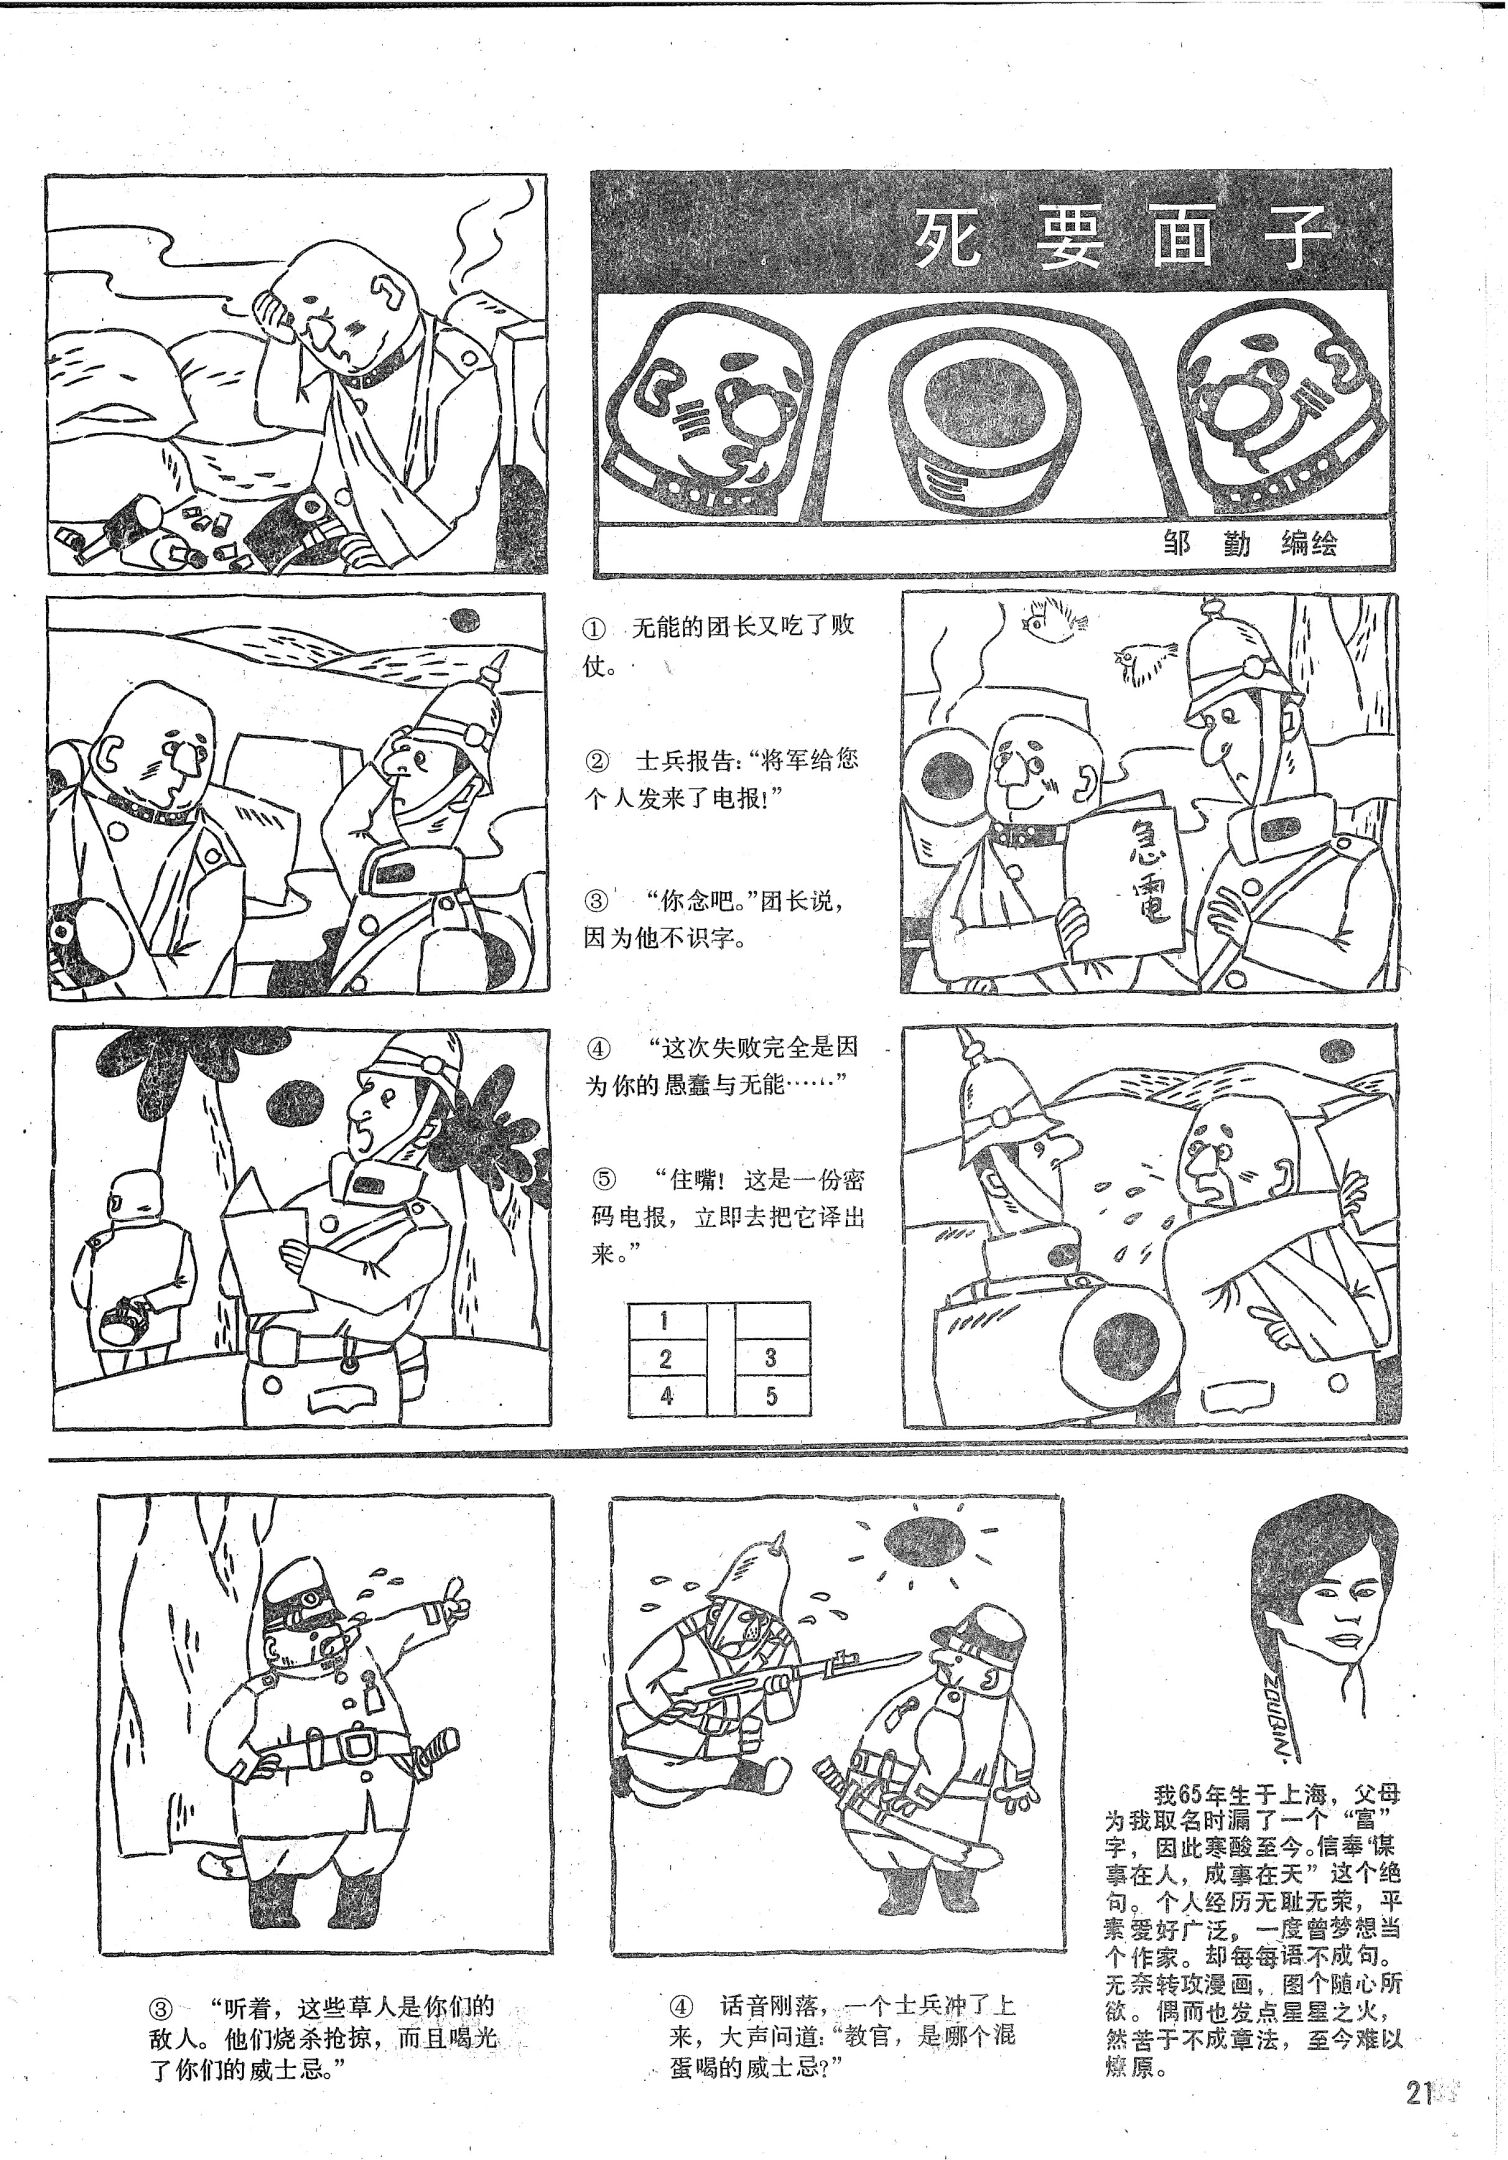 死要面子
邹 勤 编绘
① 无能的团长又吃了败
仗。
② 士兵报告：“将军给您
个人发来了电报！”
③ “你念吧。”团长说，
因为他不识字。
急電
④ “这次失败完全是因
为你的愚蠢与无能……”
⑤ “住嘴！这是一份密
码电报，立即去把它译出
来。”
1
2 3
4 5
ZOUBIN
③ “听着，这些草人是你们的
敌人。他们烧杀抢掠，而且喝光
了你们的威士忌。”
④ 话音刚落，一个士兵冲了上
来，大声问道：“教官，是哪个混
蛋喝的威士忌？”
我65年生于上海，父母
为我取名时漏了一个“富”
字，因此寒酸至今。信奉“谋
事在人，成事在天”这个绝
句。个人经历无耻无荣，平
素爱好广泛，一度曾梦想当
个作家。却每每语不成句。
无奈转攻漫画，图个随心所
欲。偶而也发点星星之火，
然苦于不成章法，至今难以
燎原。
21